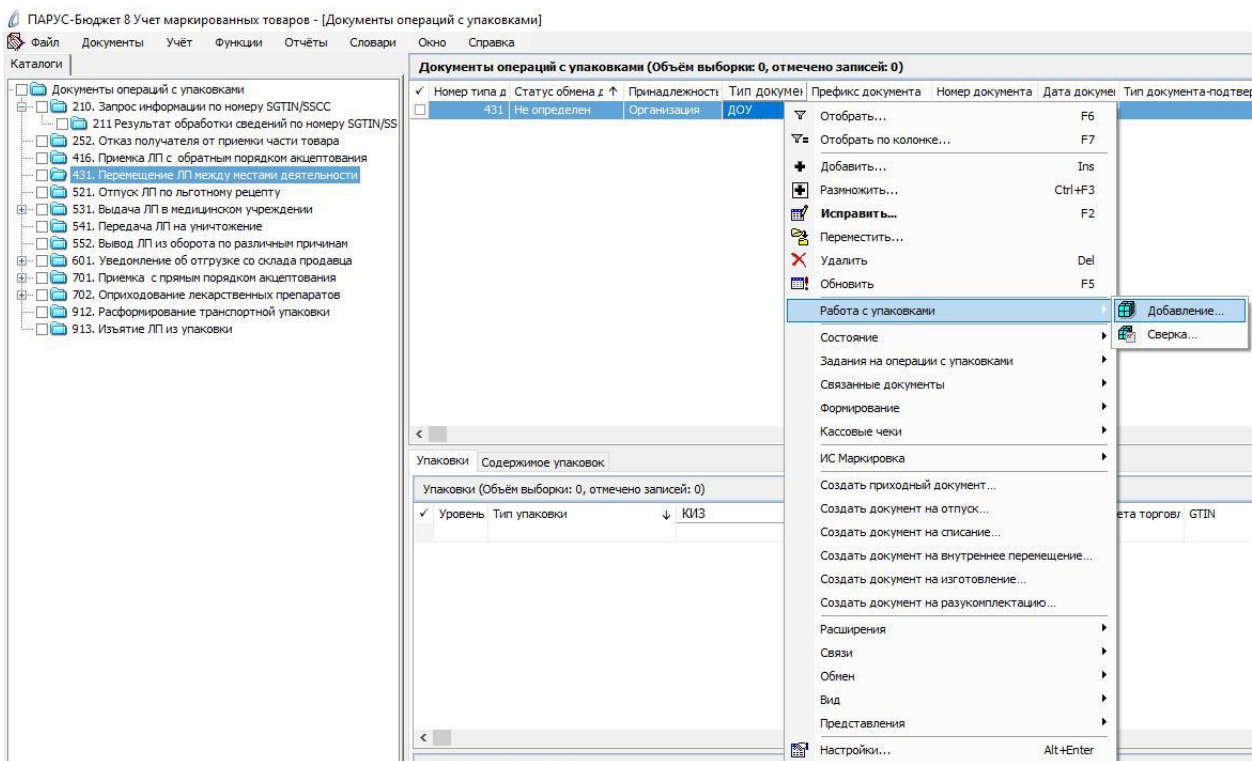 ПАРУС-Бюджет 8 Учет маркированных товаров - [Документы операций с упаковками]
Файл Документы Учёт Функции Отчёты Словари Окно Справка
Каталоги
Документы операций с упаковками
210. Запрос информации по номеру SGTIN/SSCC
211 Результат обработки сведений по номеру SGTIN/SS
252. Отказ получателя от приемки части товара
416. Приемка ЛП с обратным порядком акцептования
431. Перемещение ЛП между местами деятельности
521. Отпуск ЛП по льготному рецепту
531. Выдача ЛП в медицинском учреждении
541. Передача ЛП на уничтожение
552. Вывод ЛП из оборота по различным причинам
601. Уведомление об отгрузке со склада продавца
701. Приемка с прямым порядком акцептования
702. Оприходование лекарственных препаратов
912. Расформирование транспортной упаковки
913. Изъятие ЛП из упаковки
Документы операций с упаковками (Объём выборки: 0, отмечено записей: 0)
Номер типа д Статус обмена д Принадлежность Тип докумен Префикс документа Номер документа Дата докумен Тип документа-подтвер
431 Не определен Организация ДОУ
Отобрать... F6
Отобрать по колонке... F7
Добавить... Ins
Размножить... Ctrl+F3
Исправить... F2
Переместить...
Удалить Del
Обновить F5
Работа с упаковками
Добавление...
Сверка...
Состояние
Задания на операции с упаковками
Связанные документы
Формирование
Кассовые чеки
ИС Маркировка
Создать приходный документ...
Создать документ на отпуск...
Создать документ на списание...
Создать документ на внутреннее перемещение...
Создать документ на изготовление...
Создать документ на разукомплектацию...
Расширения
Связи
Обмен
Вид
Представления
Настройки... Alt+Enter
Упаковки Содержимое упаковок
Упаковки (Объём выборки: 0, отмечено записей: 0)
Уровень Тип упаковки КИЗ ета торговл GTIN